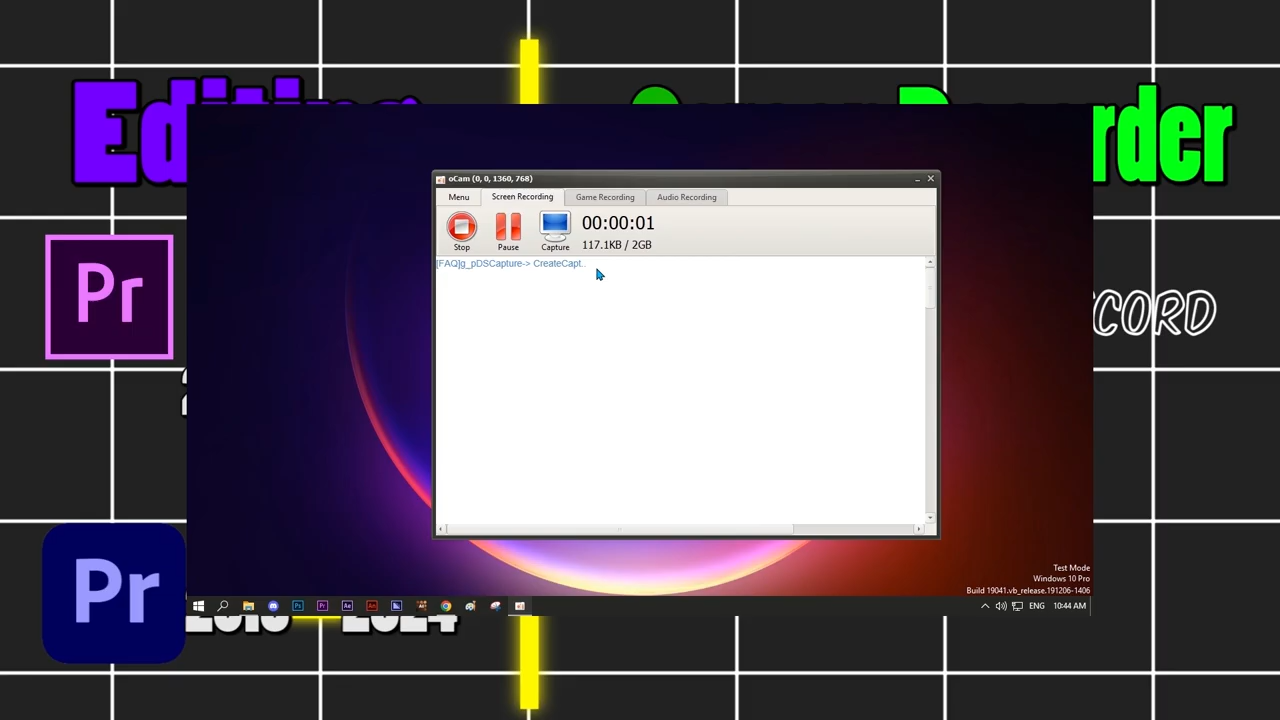 oCam (0, 0, 1360, 768)
Menu
Screen Recording
Game Recording
Audio Recording
Stop
Pause
Capture
00:00:01
117.1KB / 2GB
[FAQ]g_pDSCapture-> CreateCapt..
Pr
Pr
Test Mode
Windows 10 Pro
Build 19041.vb_release.191206-1406
ENG
10:44 AM